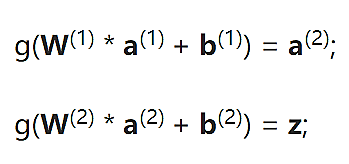 g(W⁽¹⁾ * a⁽¹⁾ + b⁽¹⁾) = a⁽²⁾;
g(W⁽²⁾ * a⁽²⁾ + b⁽²⁾) = z;